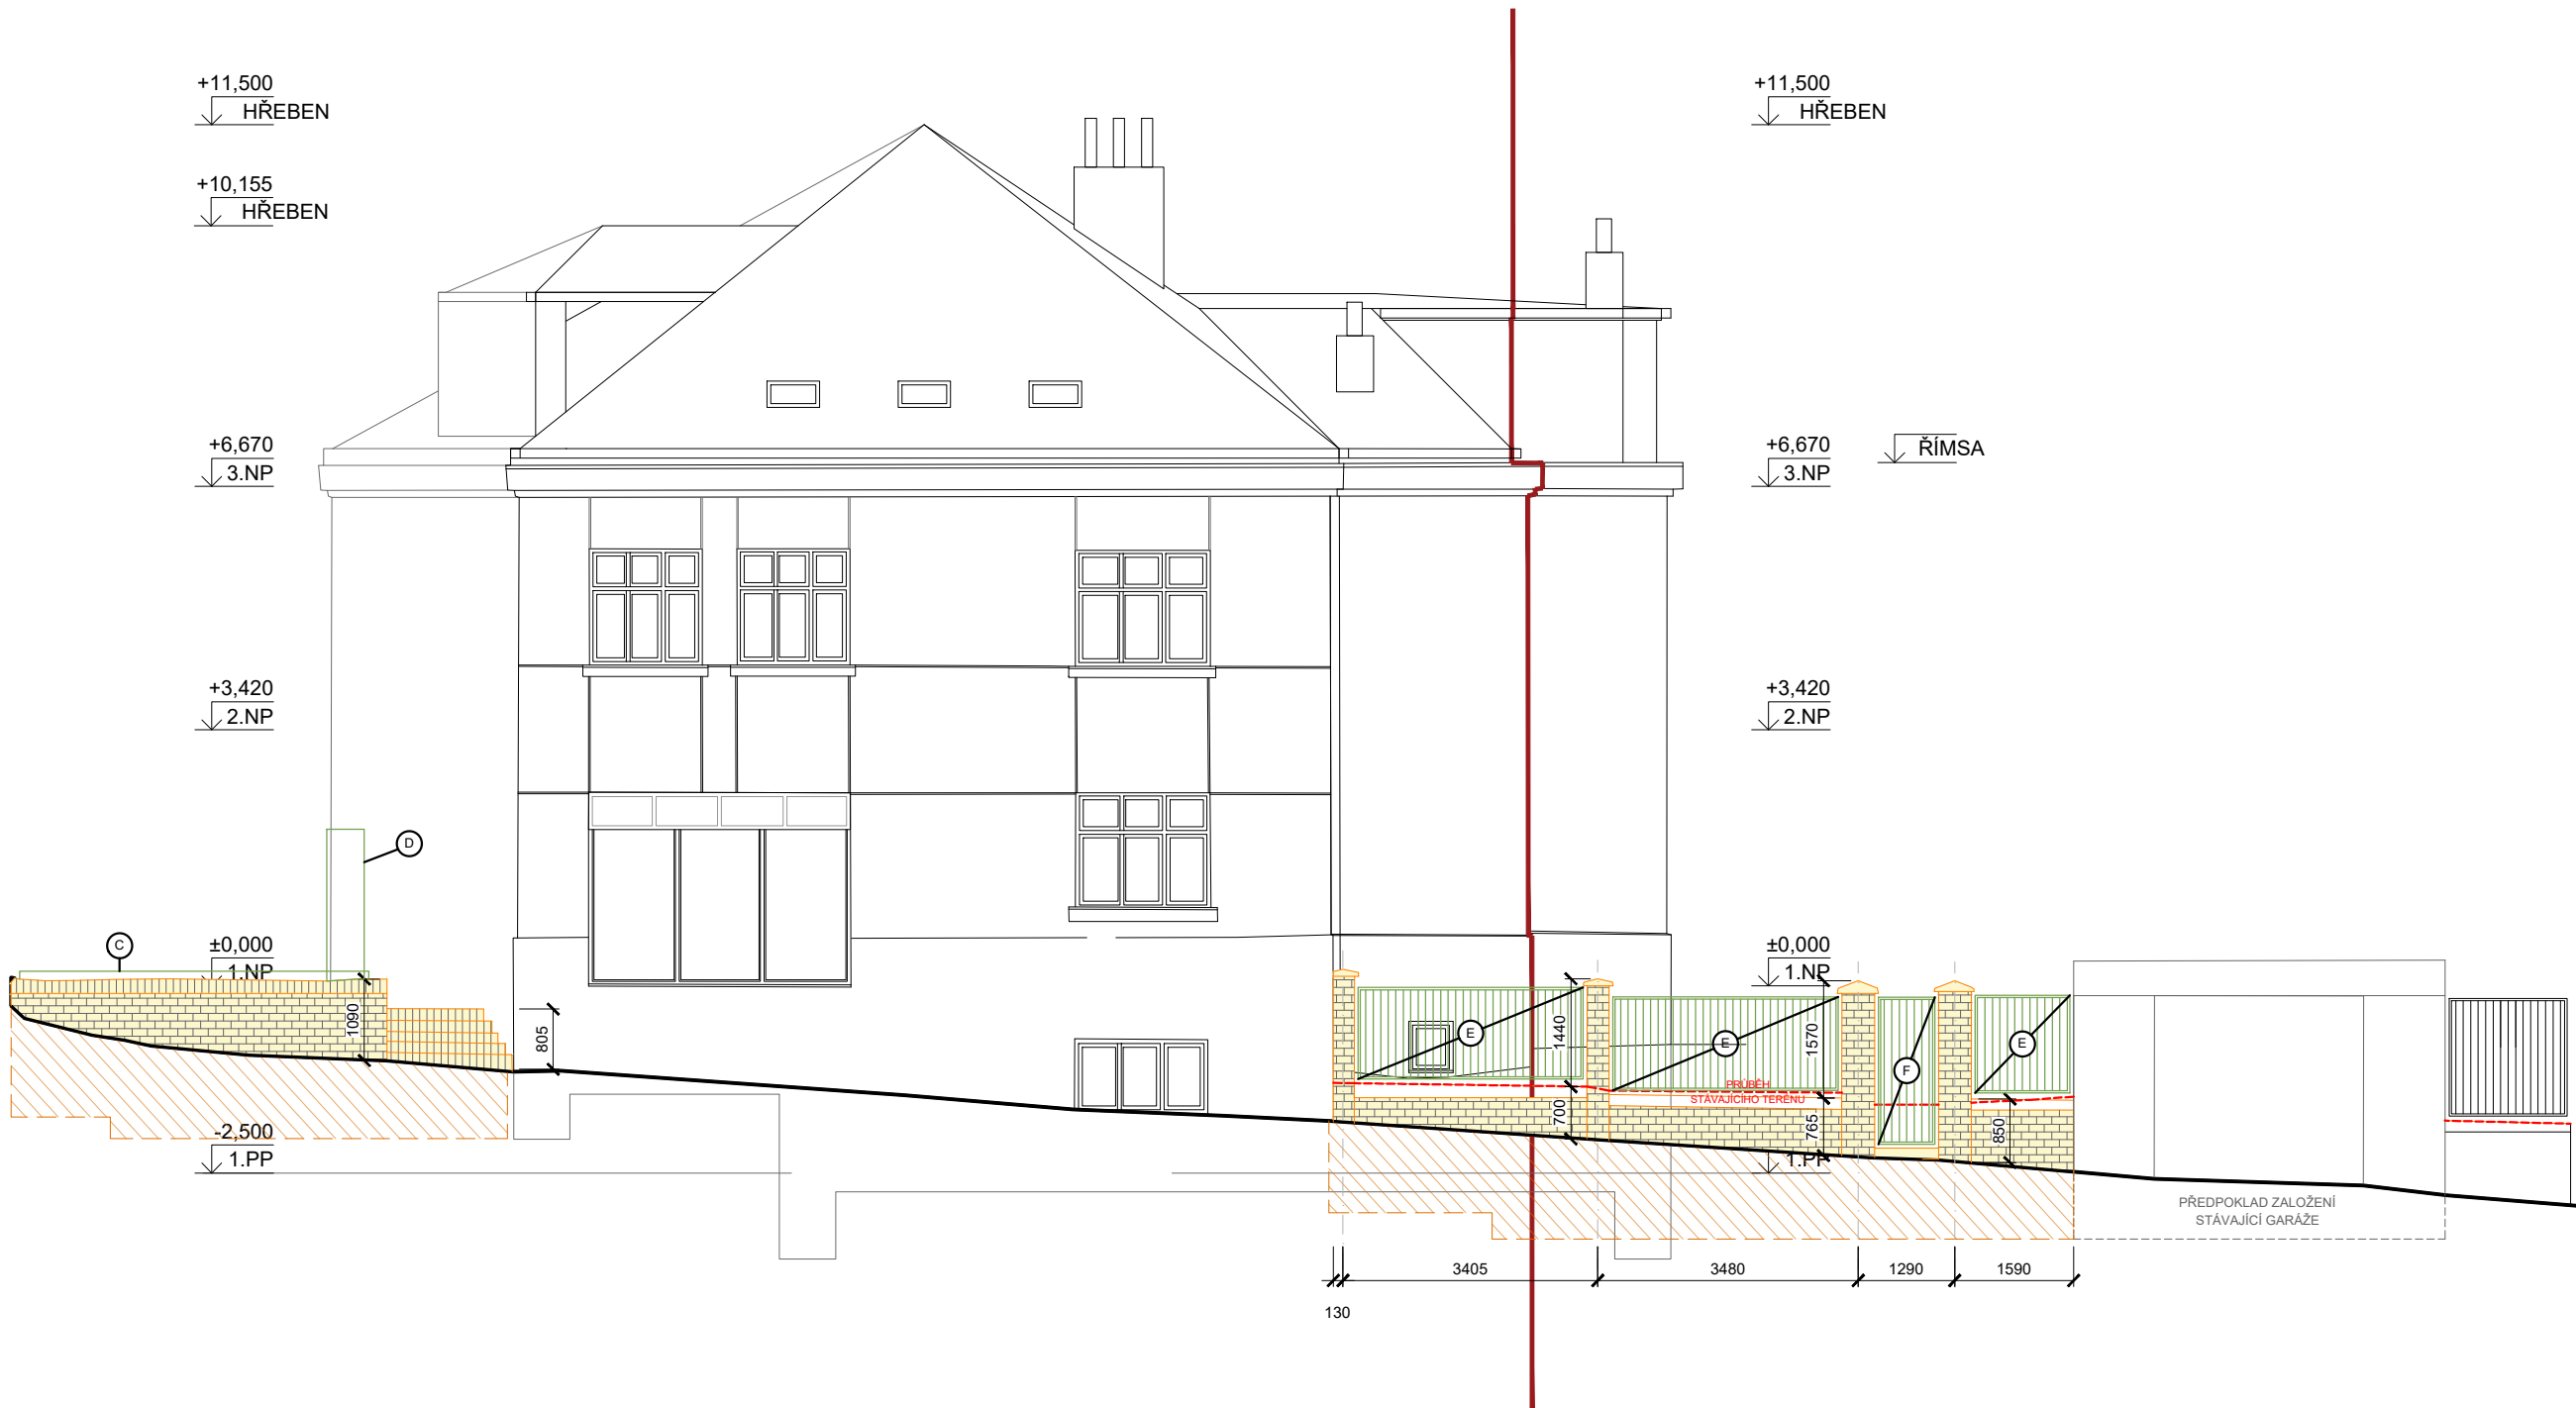 +11,500
HŘEBEN
+11,500
HŘEBEN
+10,155
HŘEBEN
+6,670
3.NP
+6,670
3.NP
ŘÍMSA
+3,420
2.NP
+3,420
2.NP
D
C
±0,000
1.NP
±0,000
1.NP
1090
805
E
1440
E
1570
F
E
PRŮBĚH
STÁVAJÍCÍHO TERÉNU
700
765
850
-2,500
1.PP
1.PP
PŘEDPOKLAD ZALOŽENÍ
STÁVAJÍCÍ GARÁŽE
3405
3480
1290
1590
130